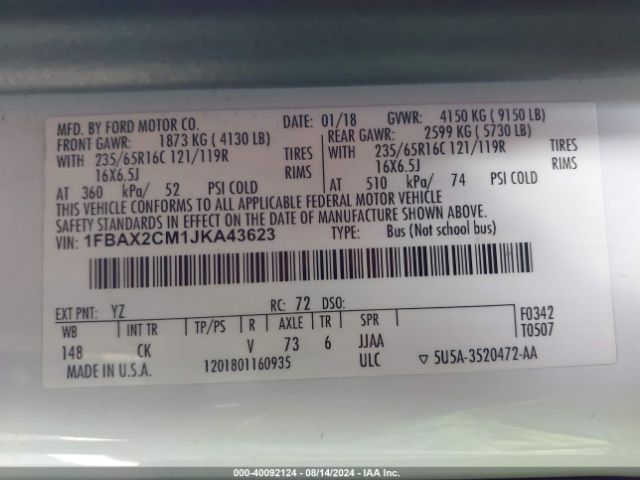 MFD. BY FORD MOTOR CO. DATE: 01/18 GVWR: 4150 KG ( 9150 LB)
FRONT GAWR: 1873 KG ( 4130 LB) REAR GAWR: 2599 KG ( 5730 LB)
WITH 235/65R16C 121/119R TIRES WITH 235/65R16C 121/119R TIRES
16X6.5J RIMS 16X6.5J RIMS
AT 360 kPa/ 52 PSI COLD AT 510 kPa/ 74 PSI COLD
THIS VEHICLE CONFORMS TO ALL APPLICABLE FEDERAL MOTOR VEHICLE
SAFETY STANDARDS IN EFFECT ON THE DATE OF MANUFACTURE SHOWN ABOVE.
VIN: 1FBAX2CM1JKA43623 TYPE: Bus (Not school bus)
EXT PNT: YZ RC: 72 DSO: F0342
WB INT TR TP/PS R AXLE TR SPR T0507
148 CK V 73 6 JJAA
MADE IN U.S.A. 1201801160935 ULC ▽ 5U5A-3520472-AA
000-40092124 - 08/14/2024 - IAA Inc.